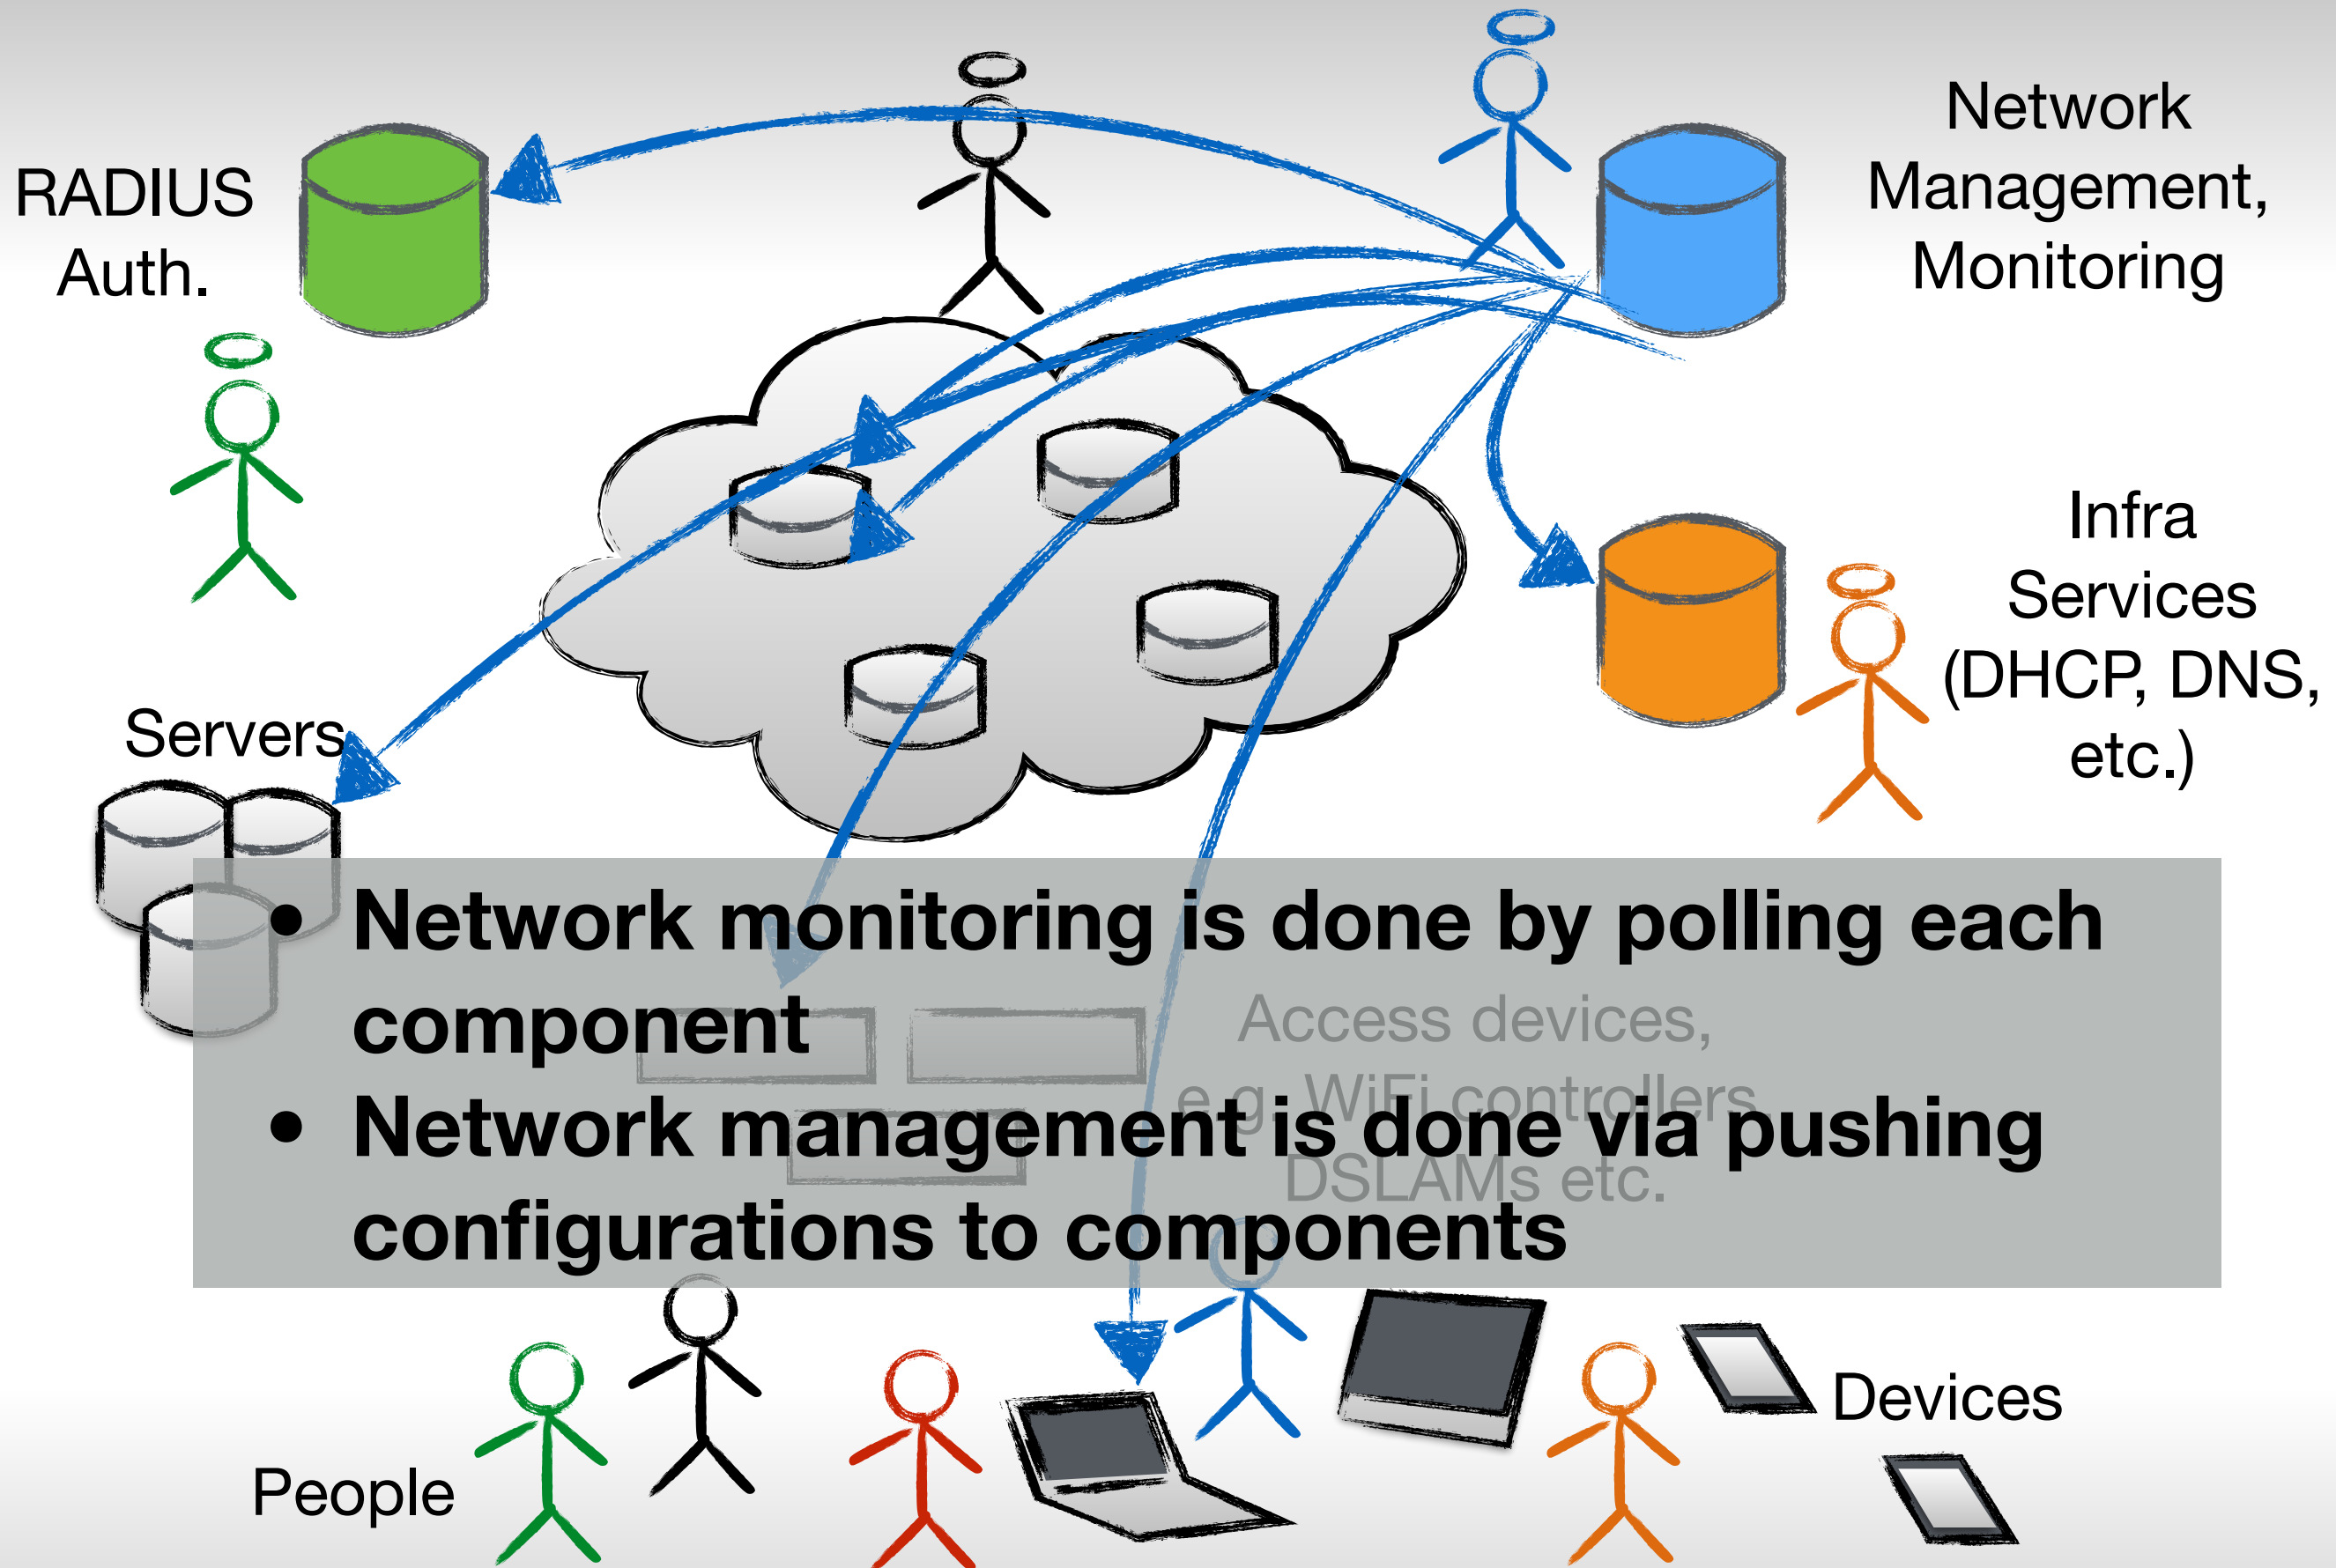 Network
Management,
Monitoring
RADIUS
Auth.
Infra
Services
(DHCP, DNS,
etc.)
Servers
• Network monitoring is done by polling each
component
• Network management is done via pushing
configurations to components
Access devices,
e.g. WiFi controllers,
DSLAMs etc.
Devices
People